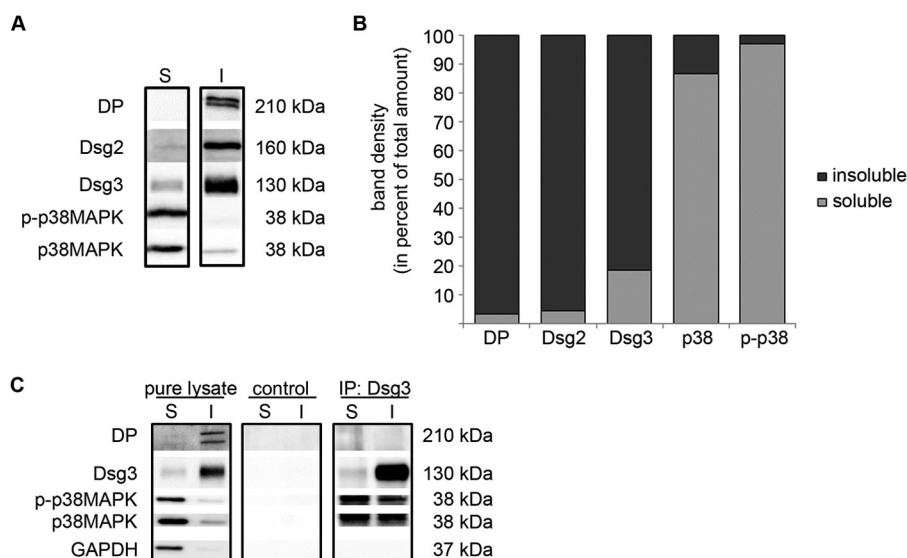 A
S I
DP 210 kDa
Dsg2 160 kDa
Dsg3 130 kDa
p-p38MAPK 38 kDa
p38MAPK 38 kDa
B
band density
(in percent of total amount)
100
90
80
70
60
50
40
30
20
10
DP Dsg2 Dsg3 p38 p-p38
insoluble
soluble
C
pure lysate control IP: Dsg3
S I S I S I
DP 210 kDa
Dsg3 130 kDa
p-p38MAPK 38 kDa
p38MAPK 38 kDa
GAPDH 37 kDa